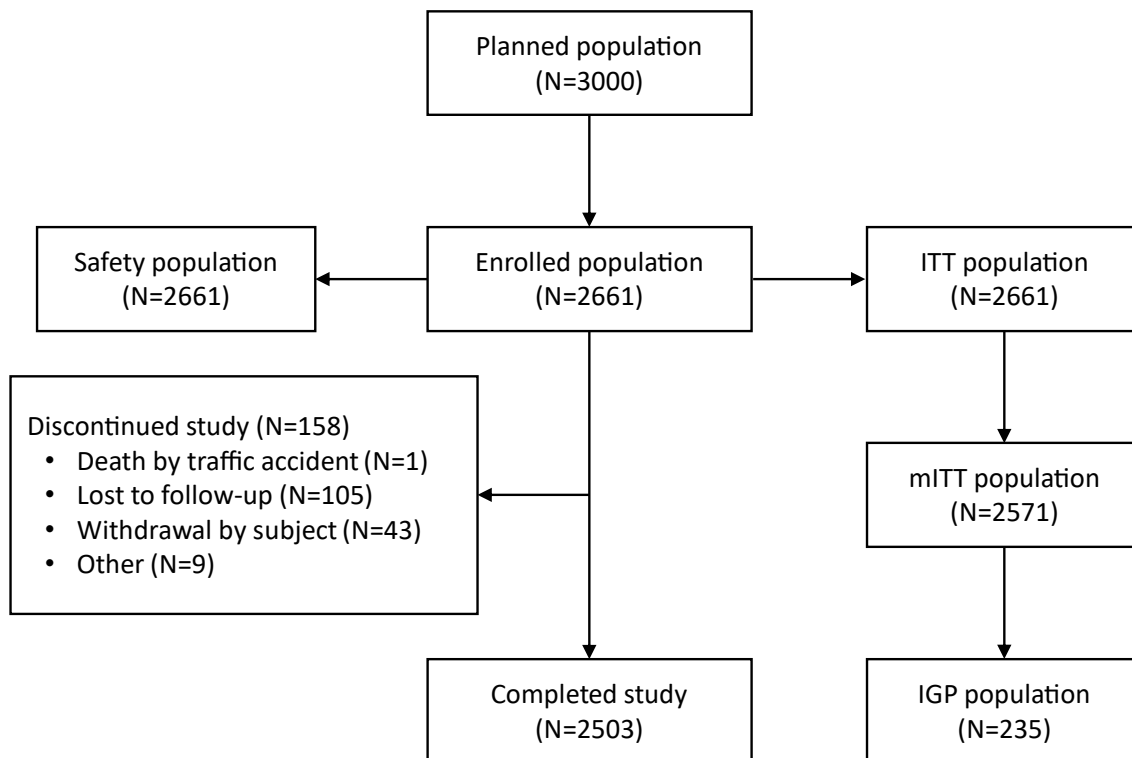 Planned population
(N=3000)
Safety population
(N=2661)
Enrolled population
(N=2661)
ITT population
(N=2661)
Discontinued study (N=158)
• Death by traffic accident (N=1)
• Lost to follow-up (N=105)
• Withdrawal by subject (N=43)
• Other (N=9)
mITT population
(N=2571)
Completed study
(N=2503)
IGP population
(N=235)